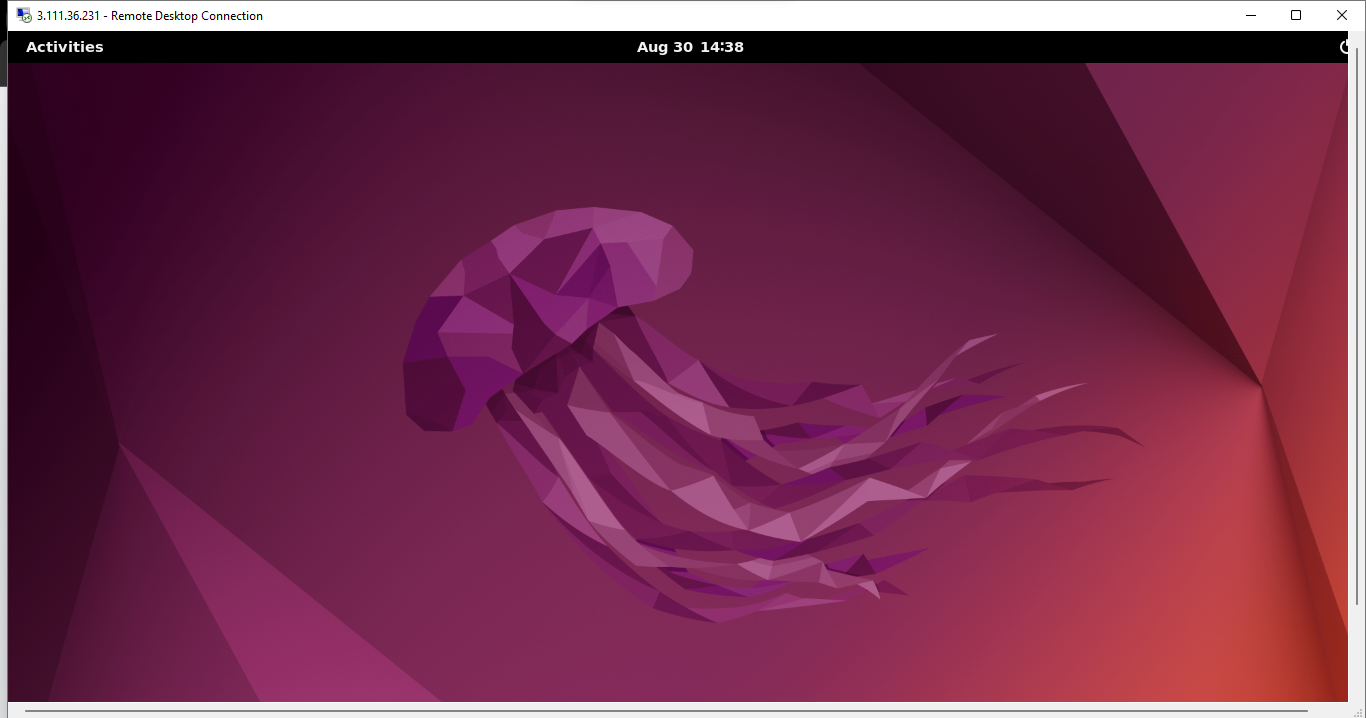 3.111.36.231 - Remote Desktop Connection
Activities
Aug 30 14:38